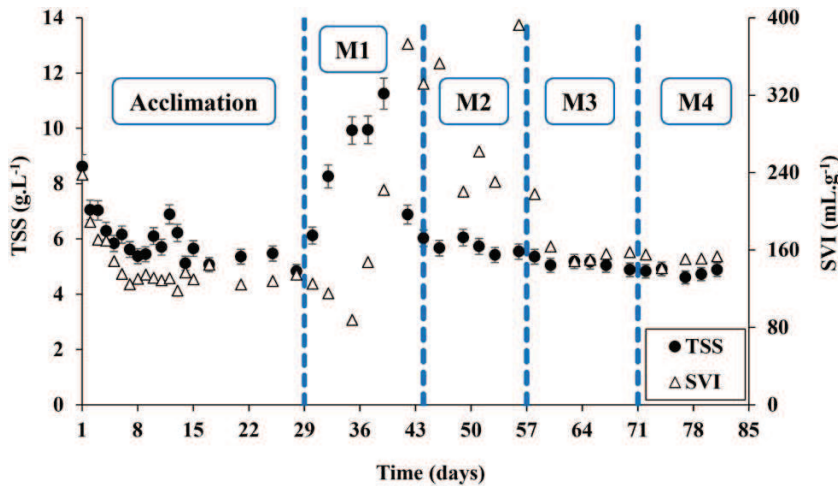 14
12
10
8
6
4
2
0
TSS (g.L⁻¹)
400
320
240
160
80
0
SVI (mL.g⁻¹)
Acclimation
M1
M2
M3
M4
TSS
SVI
1 8 15 22 29 36 43 50 57 64 71 78 85
Time (days)